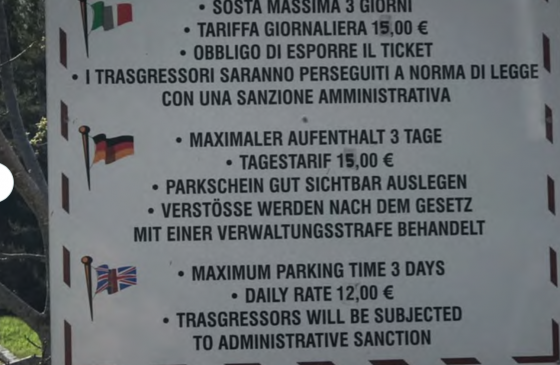 • SOSTA MASSIMA 3 GIORNI
• TARIFFA GIORNALIERA 15,00 €
• OBBLIGO DI ESPORRE IL TICKET
• I TRASGRESSORI SARANNO PERSEGUITI A NORMA DI LEGGE
CON UNA SANZIONE AMMINISTRATIVA
• MAXIMALER AUFENTHALT 3 TAGE
• TAGESTARIF 15,00 €
• PARKSCHEIN GUT SICHTBAR AUSLEGEN
• VERSTÖSSE WERDEN NACH DEM GESETZ
MIT EINER VERWALTUNGSSTRAFE BEHANDELT
• MAXIMUM PARKING TIME 3 DAYS
• DAILY RATE 12,00 €
• TRASGRESSORS WILL BE SUBJECTED
TO ADMINISTRATIVE SANCTION